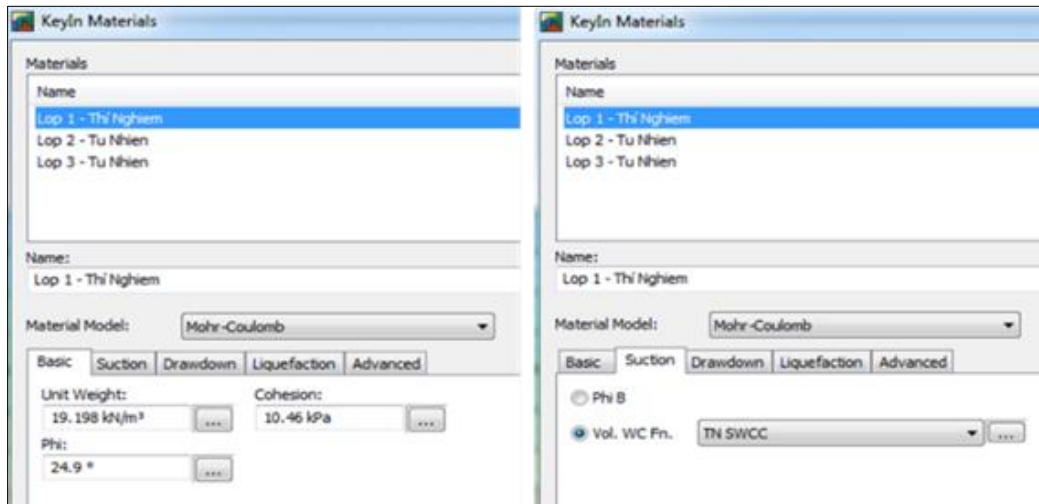 KeyIn Materials
Materials
Name
Lop 1 - Thí Nghiem
Lop 2 - Tu Nhien
Lop 3 - Tu Nhien
Name:
Lop 1 - Thí Nghiem
Material Model: Mohr-Coulomb
Basic Suction Drawdown Liquefaction Advanced
Unit Weight: Cohesion:
19.198 kN/m³ ... 10.46 kPa ...
Phi:
24.9 ° ...
KeyIn Materials
Materials
Name
Lop 1 - Thí Nghiem
Lop 2 - Tu Nhien
Lop 3 - Tu Nhien
Name:
Lop 1 - Thí Nghiem
Material Model: Mohr-Coulomb
Basic Suction Drawdown Liquefaction Advanced
Phi B
Vol. WC Fn. TN SWCC ...